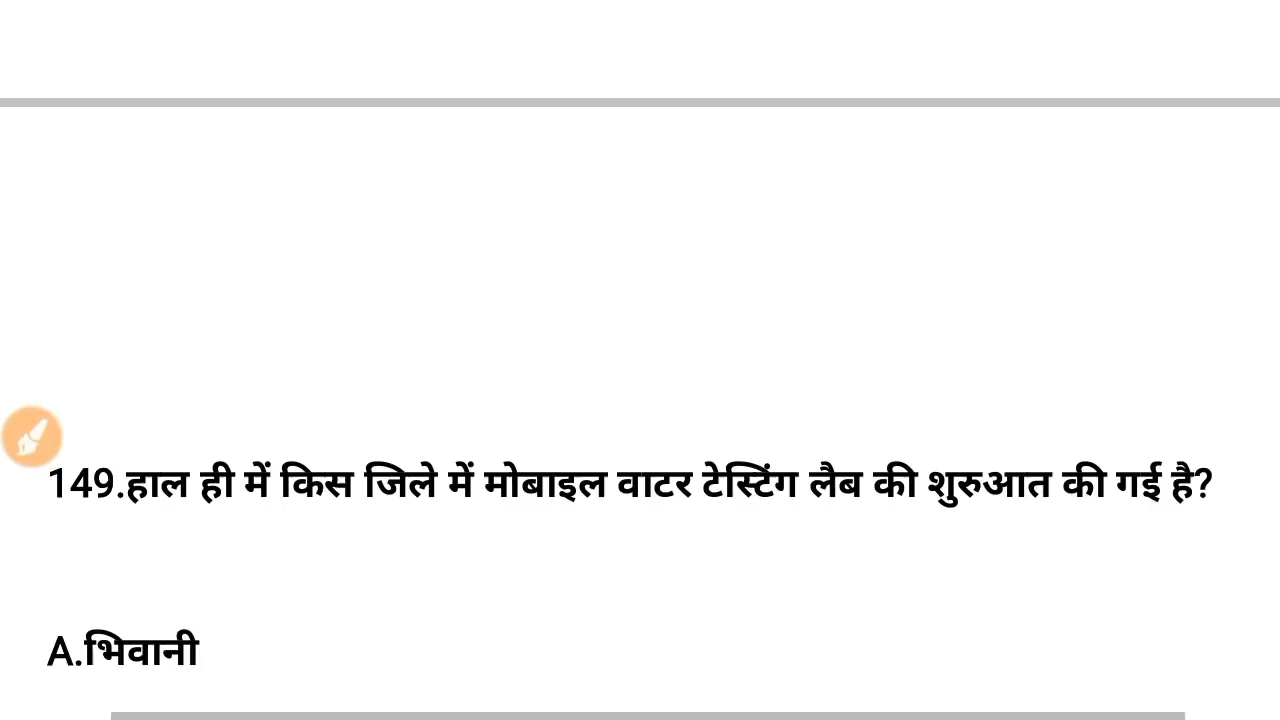 149.हाल ही में किस जिले में मोबाइल वाटर टेस्टिंग लैब की शुरुआत की गई है?
A.भिवानी